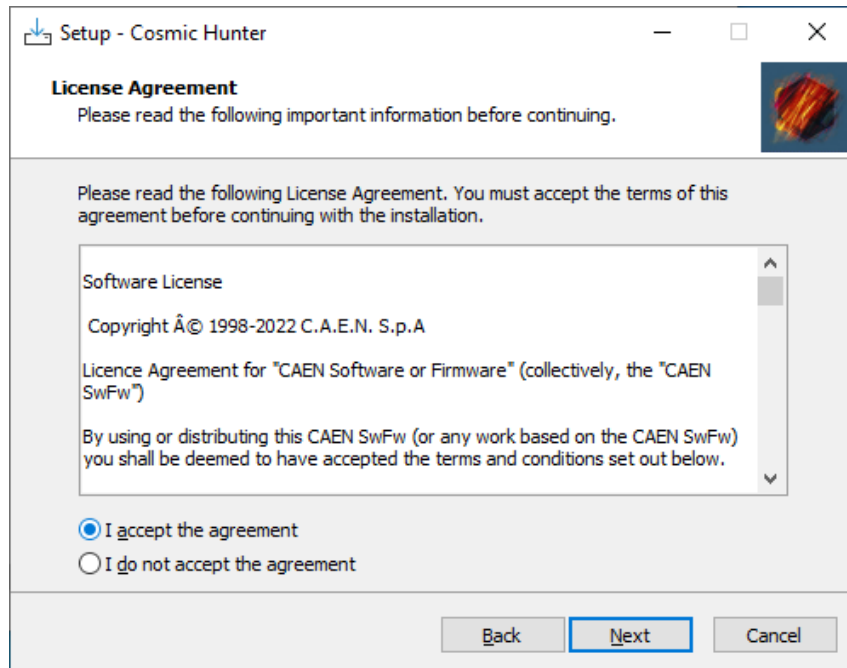 Setup - Cosmic Hunter
License Agreement
Please read the following important information before continuing.
Please read the following License Agreement. You must accept the terms of this
agreement before continuing with the installation.
Software License
Copyright Â© 1998-2022 C.A.E.N. S.p.A
Licence Agreement for "CAEN Software or Firmware" (collectively, the "CAEN
SwFw")
By using or distributing this CAEN SwFw (or any work based on the CAEN SwFw)
you shall be deemed to have accepted the terms and conditions set out below.
I accept the agreement
I do not accept the agreement
Back Next Cancel